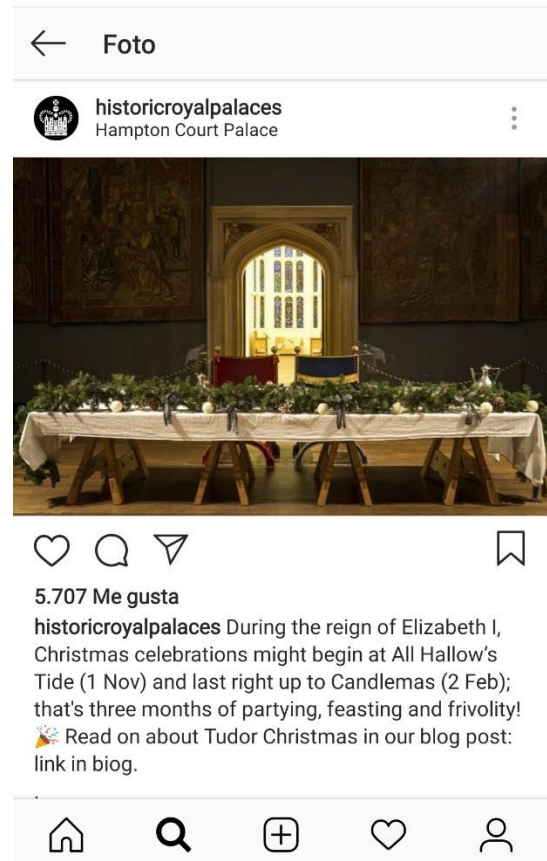 Foto
historicroyalpalaces
Hampton Court Palace
5.707 Me gusta
historicroyalpalaces During the reign of Elizabeth I,
Christmas celebrations might begin at All Hallow's
Tide (1 Nov) and last right up to Candlemas (2 Feb);
that's three months of partying, feasting and frivolity!
🎉 Read on about Tudor Christmas in our blog post:
link in biog.
.